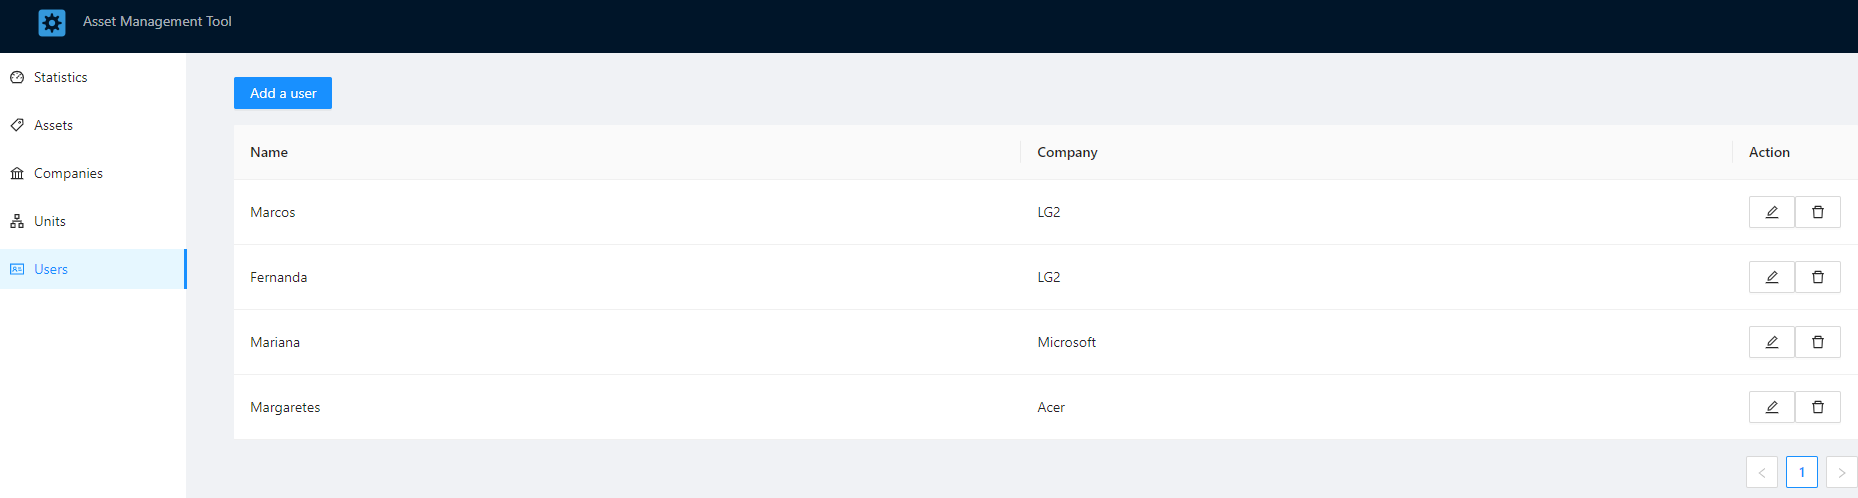 Asset Management Tool
Statistics
Assets
Companies
Units
Users
Add a user
Name Company Action
Marcos LG2
Fernanda LG2
Mariana Microsoft
Margaretes Acer
< 1 >